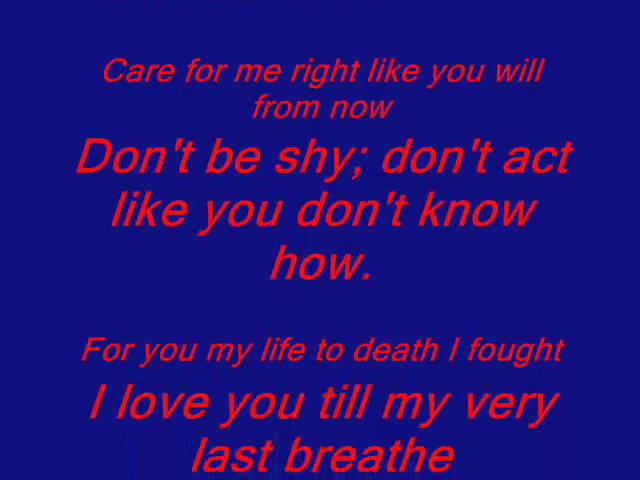 Care for me right like you will
from now
Don't be shy; don't act
like you don't know
how.
For you my life to death I fought
I love you till my very
last breathe